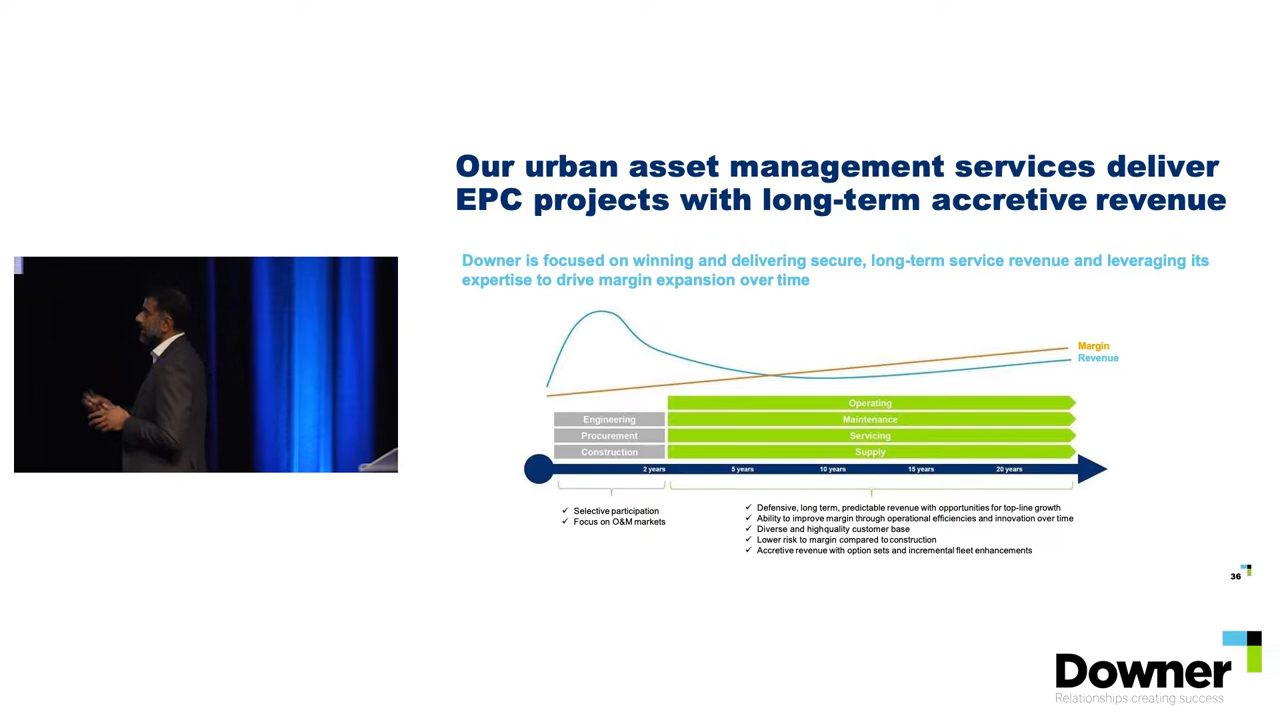 Our urban asset management services deliver
EPC projects with long-term accretive revenue
Downer is focused on winning and delivering secure, long-term service revenue and leveraging its
expertise to drive margin expansion over time
Margin
Revenue
Operating
Engineering
Maintenance
Procurement
Servicing
Construction
Supply
2 years
5 years
10 years
15 years
20 years
✓ Selective participation
✓ Focus on O&M markets
✓ Defensive, long term, predictable revenue with opportunities for top-line growth
✓ Ability to improve margin through operational efficiencies and innovation over time
✓ Diverse and highquality customer base
✓ Lower risk to margin compared to construction
✓ Accretive revenue with option sets and incremental fleet enhancements
36
Downer
Relationships creating success